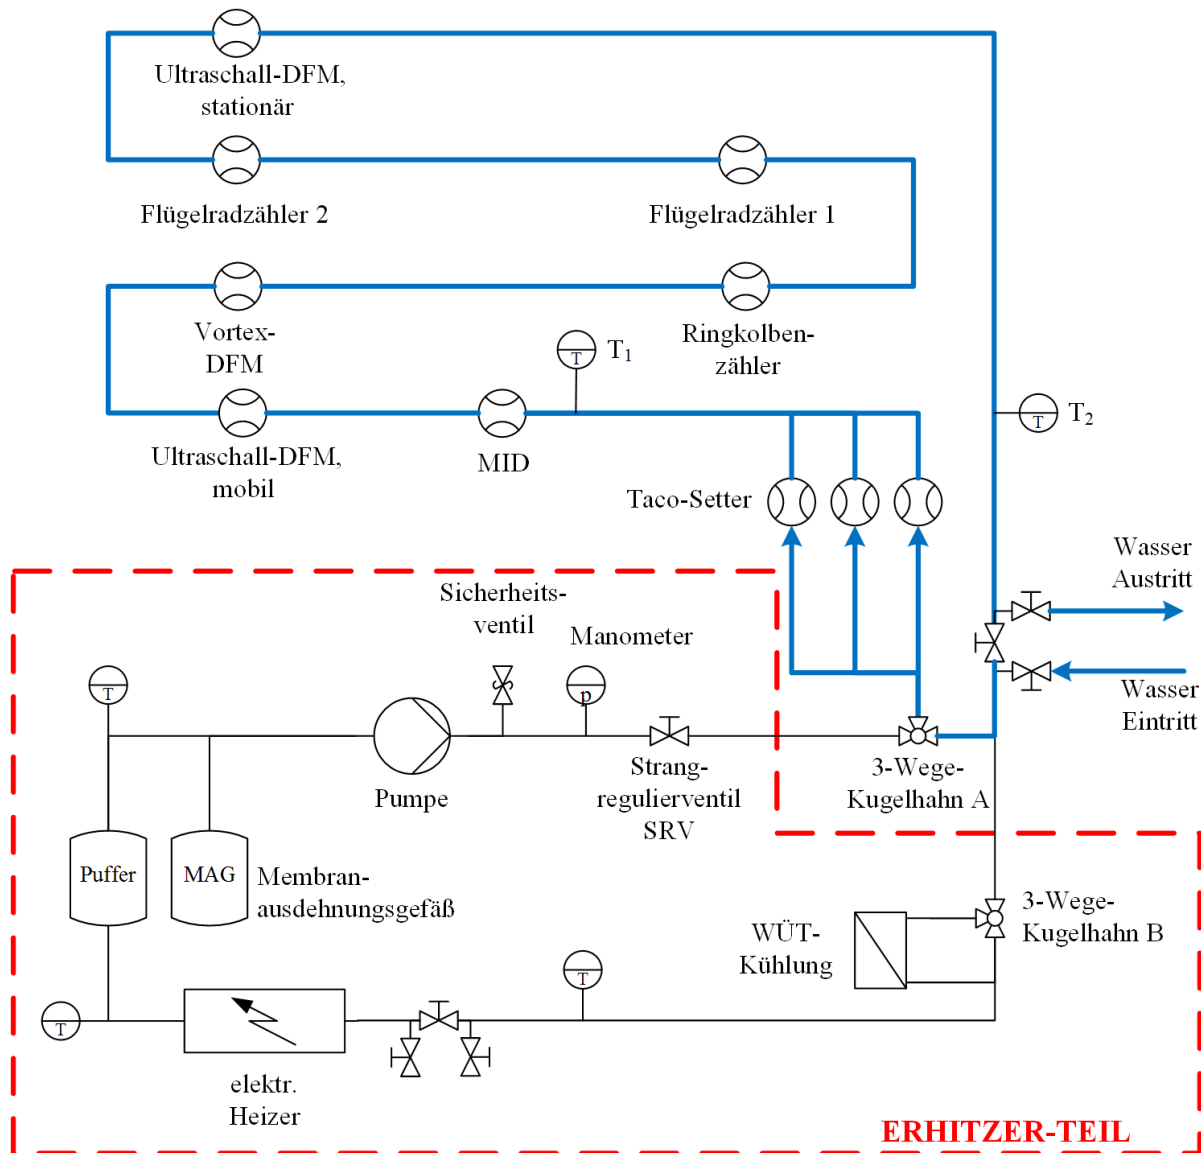 Ultraschall-DFM,
stationär
Flügelradzähler 2
Flügelradzähler 1
Vortex-
DFM
Ringkolben-
zähler
T
T₁
Ultraschall-DFM,
mobil
MID
T
T₂
Taco-Setter
Wasser
Austritt
Wasser
Eintritt
Sicherheits-
ventil
Manometer
T
p
Pumpe
Strang-
regulierventil
SRV
3-Wege-
Kugelhahn A
Puffer
MAG
Membran-
ausdehnungsgefäß
3-Wege-
Kugelhahn B
WÜT-
Kühlung
T
T
elektr.
Heizer
ERHITZER-TEIL